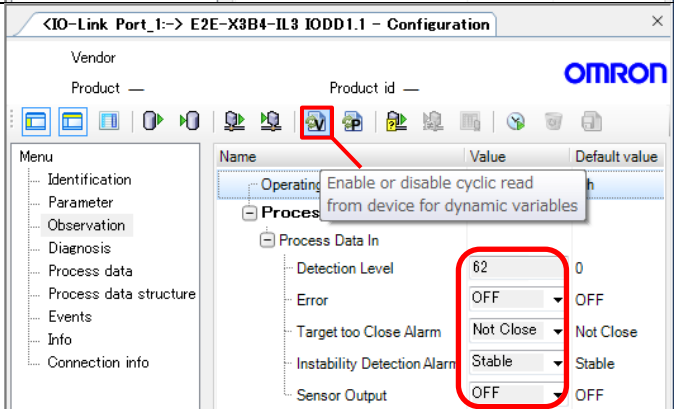 <IO-Link Port_1:-> E2E-X3B4-IL3 IODD1.1 - Configuration
Vendor
Product —
Product id —
OMRON
Menu
Identification
Parameter
Observation
Diagnosis
Process data
Process data structure
Events
Info
Connection info
Name Value Default value
Operating
Enable or disable cyclic read
from device for dynamic variables
Proces
Process Data In
Detection Level 62 0
Error OFF OFF
Target too Close Alarm Not Close Not Close
Instability Detection Alarm Stable Stable
Sensor Output OFF OFF